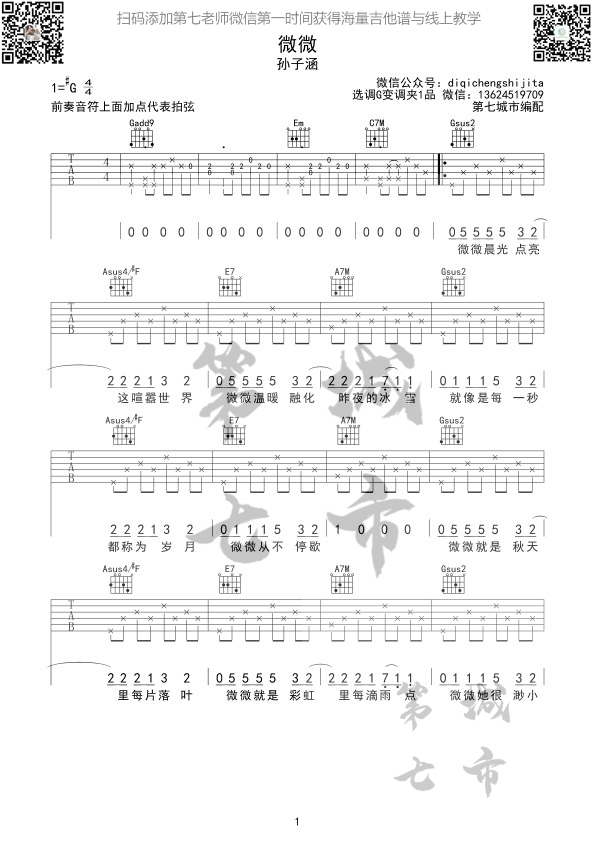 扫码添加第七老师微信第一时间获得海量吉他谱与线上教学
微微
孙子涵
1=♯G 4/4
微信公众号: diqichengshijita
选调G变调夹1品 微信: 13624519709
前奏音符上面加点代表拍弦
第七城市编配
Gadd9 Em C7M Gsus2
T A B 4 4
0 0 0 0 0 0 0 0 0 0 0 0 0 0 0 0 0 5 5 5 5 5 3 2
微微晨光 点亮
Asus4/♯F E7 A7M Gsus2
T A B
2 2 2 1 3 2 0 5 5 5 5 5 3 2 2 2 2 1 7 1 1 0 5 5 5 5 5 3 2
这喧嚣世 界 微微温暖 融化 昨夜的冰 雪 就像是每 一秒
Asus4/♯F E7 A7M Gsus2
T A B
2 2 2 1 3 2 0 1 1 1 1 5 3 2 1 0 0 0 0 5 5 5 5 5 3 2
都称为 岁 月 微微从不 停歇 微微就是 秋天
Asus4/♯F E7 A7M Gsus2
T A B
2 2 2 1 3 2 0 5 5 5 5 5 3 2 2 2 2 1 7 1 1 0 1 1 1 1 5 3 2
里每片落 叶 微微就是 彩虹 里每滴雨 点 微微她很 渺小
第 城
七 市
第 城
七 市
1